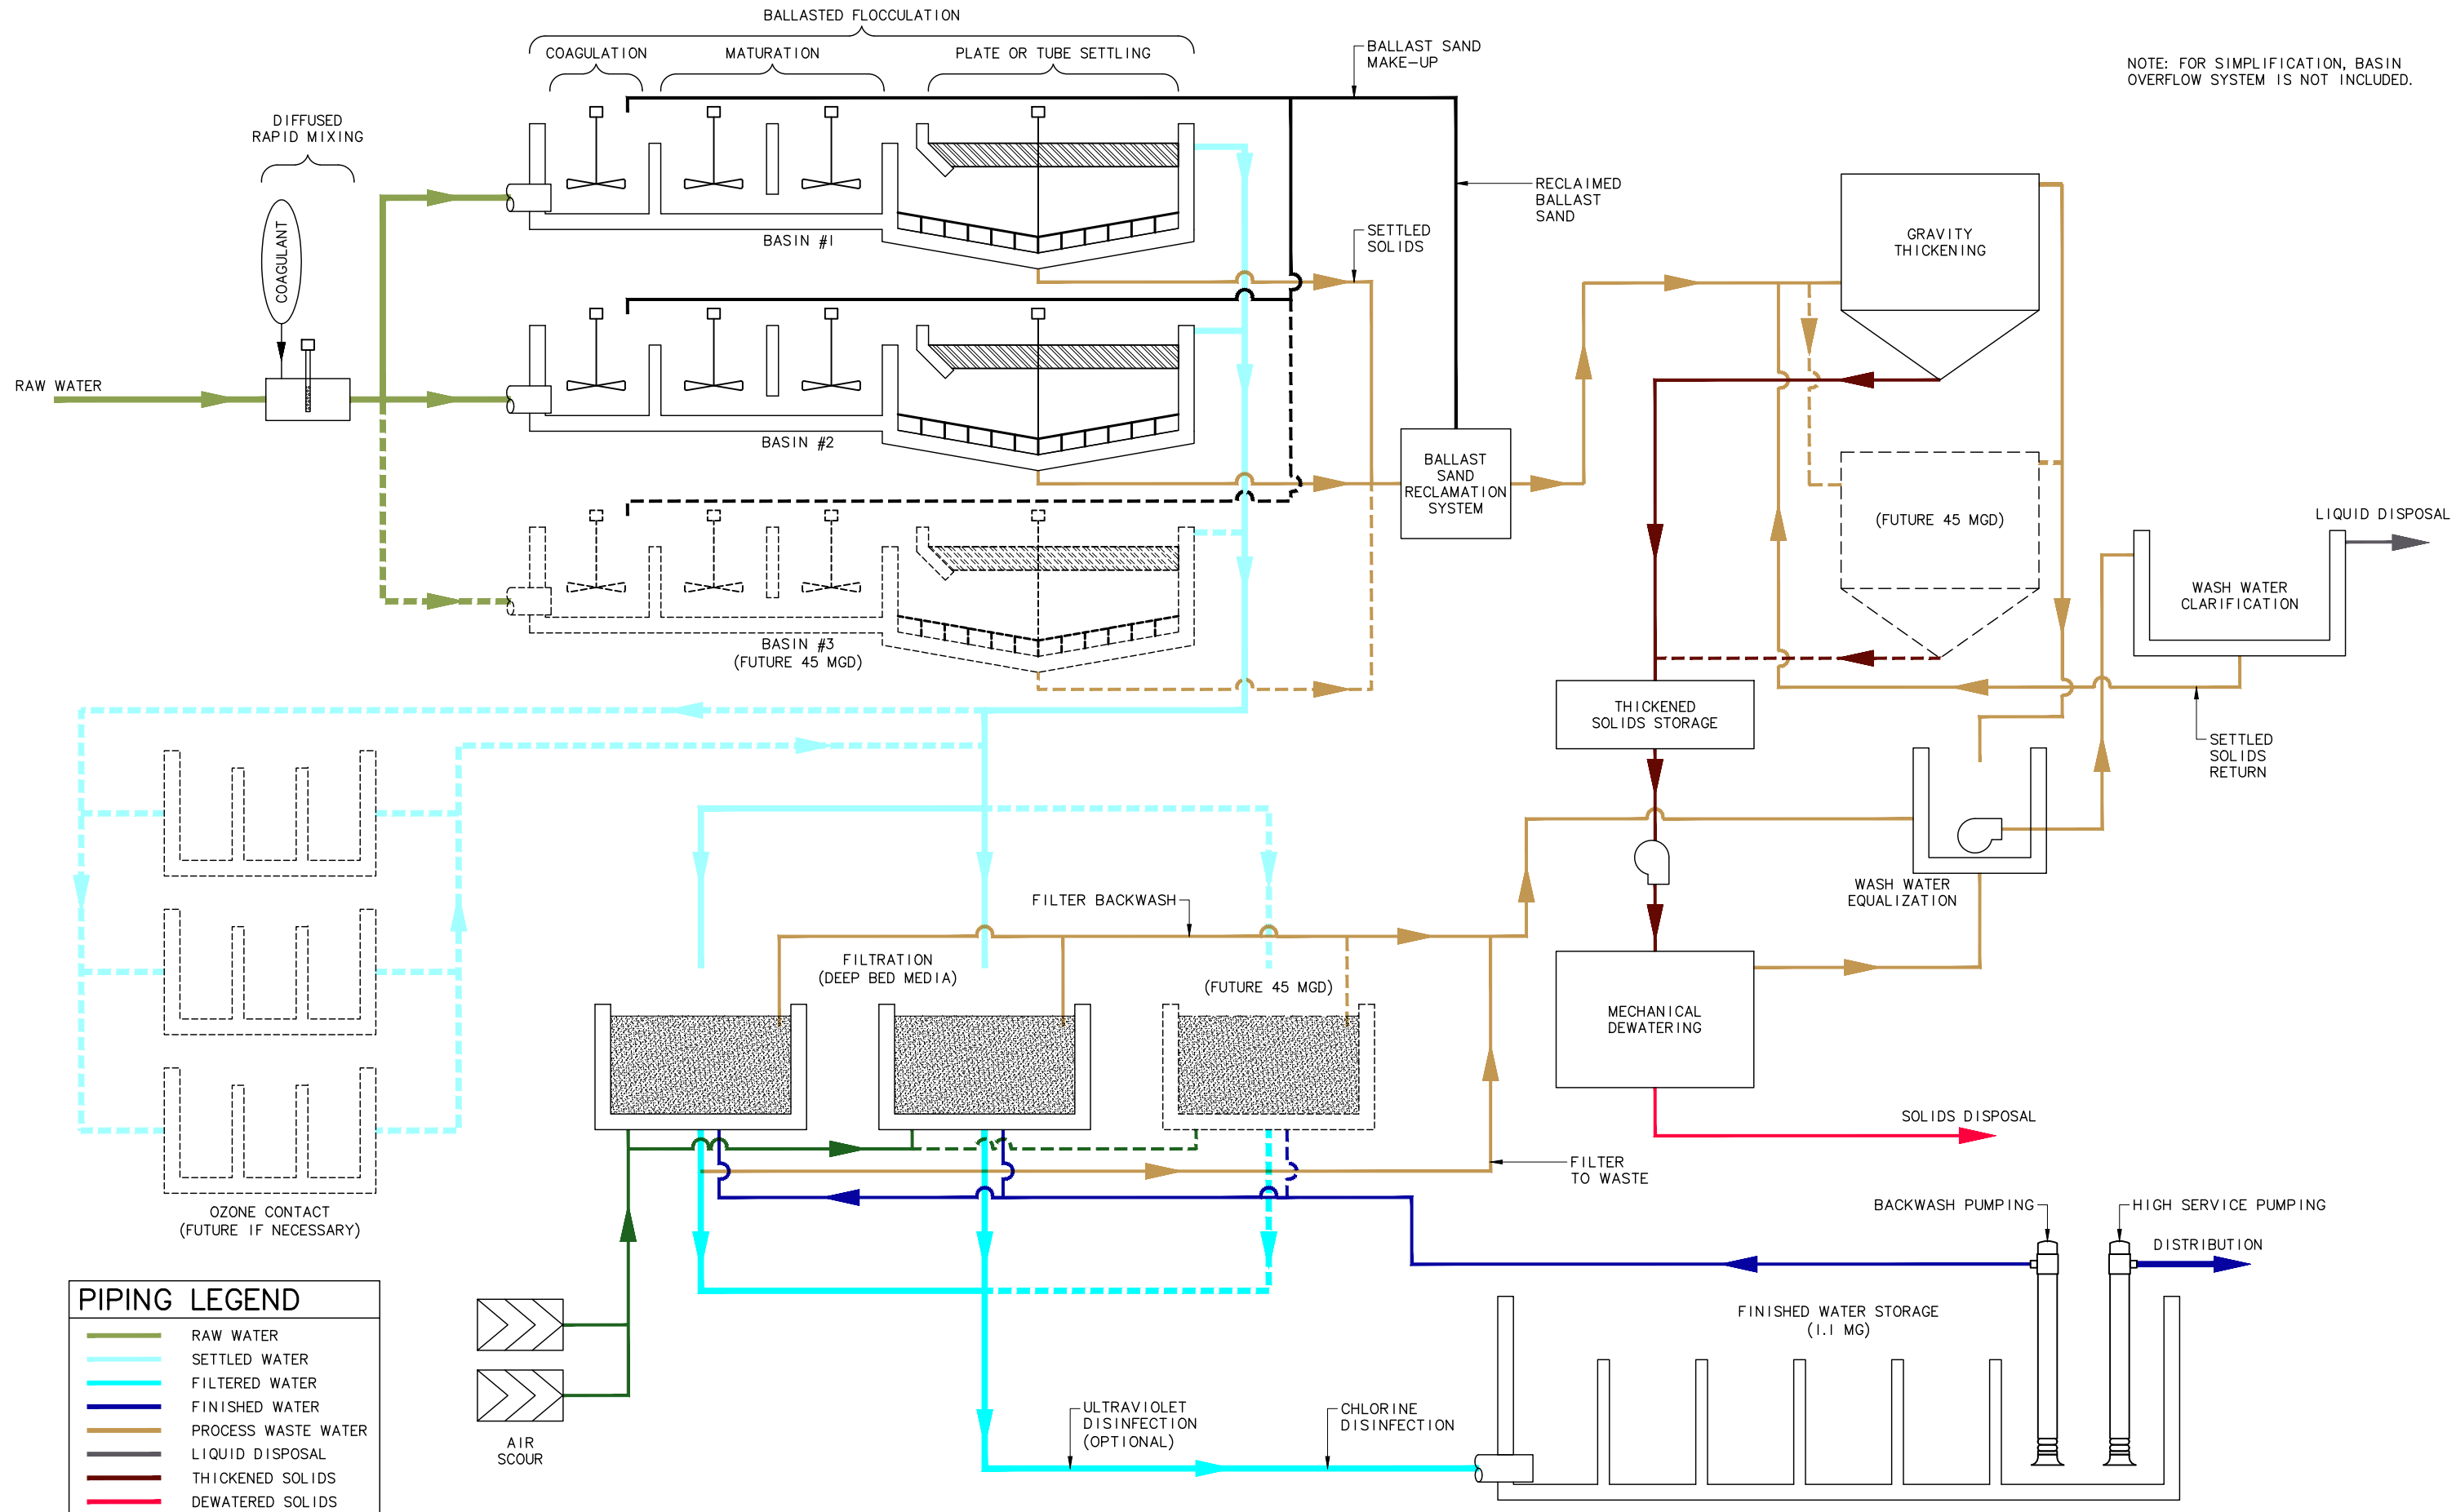 BALLASTED FLOCCULATION
COAGULATION
MATURATION
PLATE OR TUBE SETTLING
BALLAST SAND
MAKE-UP
NOTE: FOR SIMPLIFICATION, BASIN
OVERFLOW SYSTEM IS NOT INCLUDED.
DIFFUSED
RAPID MIXING
COAGULANT
RAW WATER
BASIN #1
SETTLED
SOLIDS
RECLAIMED
BALLAST
SAND
GRAVITY
THICKENING
BASIN #2
BALLAST
SAND
RECLAMATION
SYSTEM
(FUTURE 45 MGD)
LIQUID DISPOSAL
WASH WATER
CLARIFICATION
BASIN #3
(FUTURE 45 MGD)
THICKENED
SOLIDS STORAGE
SETTLED
SOLIDS
RETURN
WASH WATER
EQUALIZATION
FILTER BACKWASH
FILTRATION
(DEEP BED MEDIA)
(FUTURE 45 MGD)
MECHANICAL
DEWATERING
SOLIDS DISPOSAL
FILTER
TO WASTE
OZONE CONTACT
(FUTURE IF NECESSARY)
BACKWASH PUMPING
HIGH SERVICE PUMPING
DISTRIBUTION
FINISHED WATER STORAGE
(1.1 MG)
AIR
SCOUR
ULTRAVIOLET
DISINFECTION
(OPTIONAL)
CHLORINE
DISINFECTION
PIPING LEGEND
RAW WATER
SETTLED WATER
FILTERED WATER
FINISHED WATER
PROCESS WASTE WATER
LIQUID DISPOSAL
THICKENED SOLIDS
DEWATERED SOLIDS